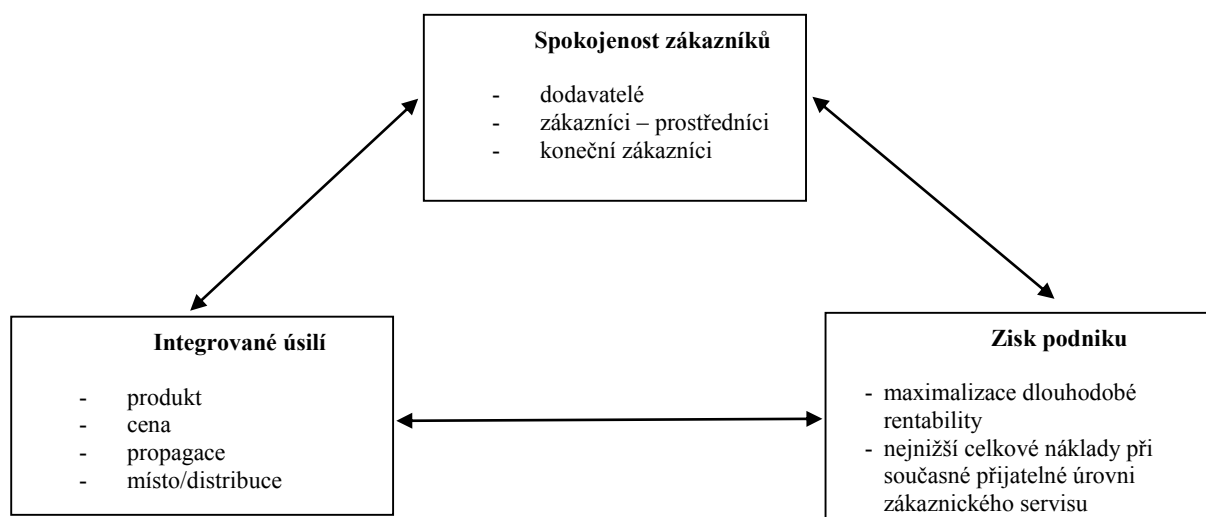 Spokojenost zákazníků
- dodavatelé
- zákazníci – prostředníci
- koneční zákazníci
Integrované úsilí
- produkt
- cena
- propagace
- místo/distribuce
Zisk podniku
- maximalizace dlouhodobé
rentability
- nejnižší celkové náklady při
současné přijatelné úrovni
zákaznického servisu